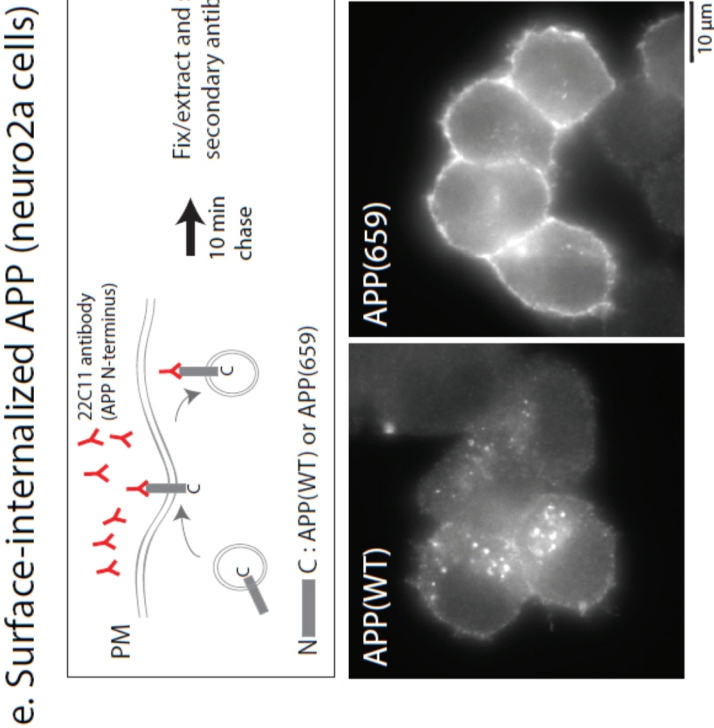 e. Surface-internalized APP (neuro2a cells)
22C11 antibody
(APP N-terminus)
PM
C
C
C
N
C : APP(WT) or APP(659)
10 min
chase
Fix/extract and
secondary
APP(WT)
APP(659)
10 µm